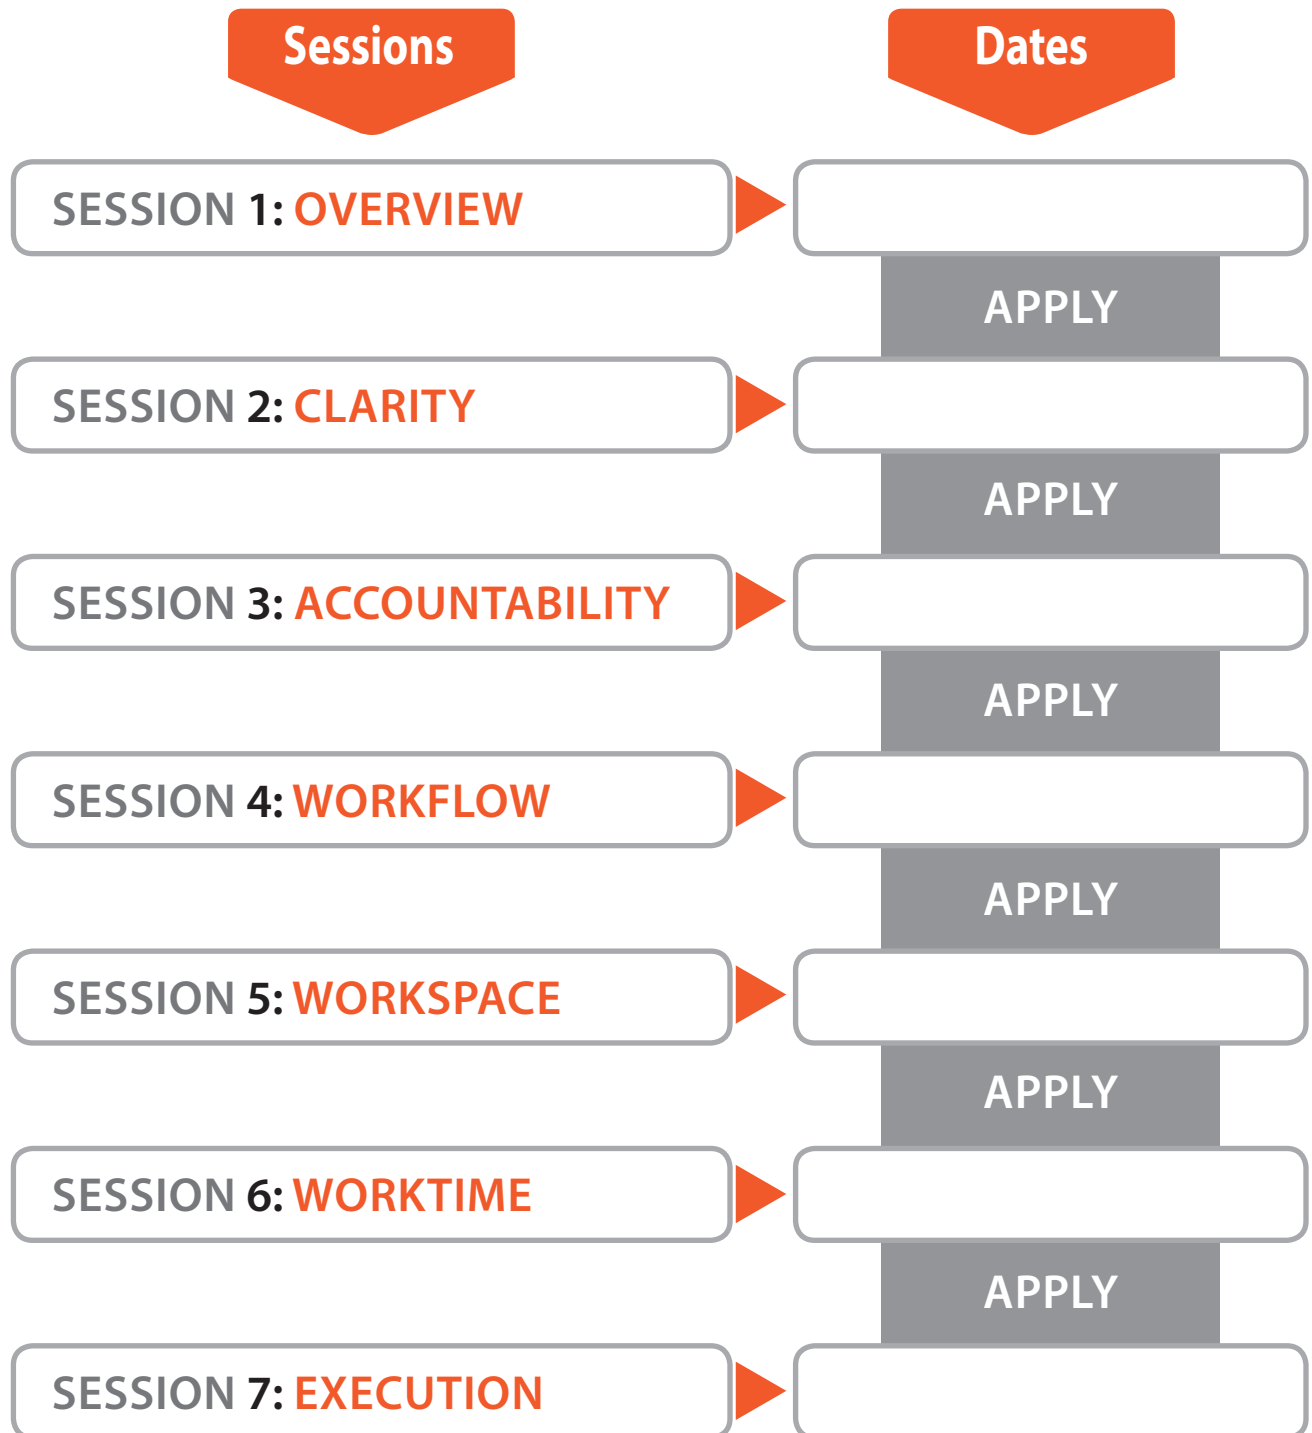 Sessions
Dates
SESSION 1: OVERVIEW
APPLY
SESSION 2: CLARITY
APPLY
SESSION 3: ACCOUNTABILITY
APPLY
SESSION 4: WORKFLOW
APPLY
SESSION 5: WORKSPACE
APPLY
SESSION 6: WORKTIME
APPLY
SESSION 7: EXECUTION